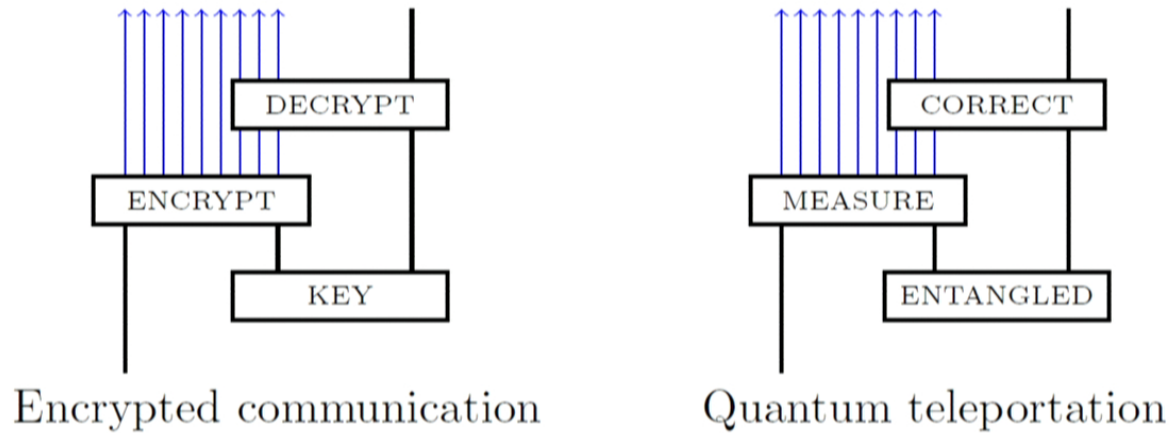 DECRYPT
ENCRYPT
KEY
Encrypted communication
CORRECT
MEASURE
ENTANGLED
Quantum teleportation